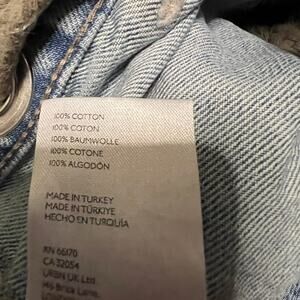 100% COTTON
100% COTON
100% BAUMWOLLE
100% COTONE
100% ALGODÓN
MADE IN TURKEY
MADE IN TÜRKIYE
HECHO EN TURQUÍA
RN 66170
CA 32054
URBN UK Ltd.